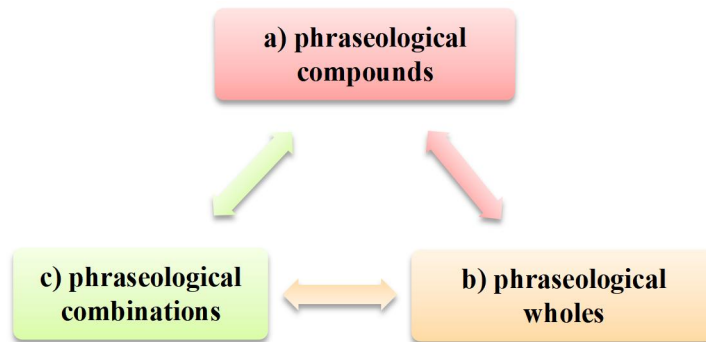 a) phraseological
compounds
c) phraseological
combinations
b) phraseological
wholes